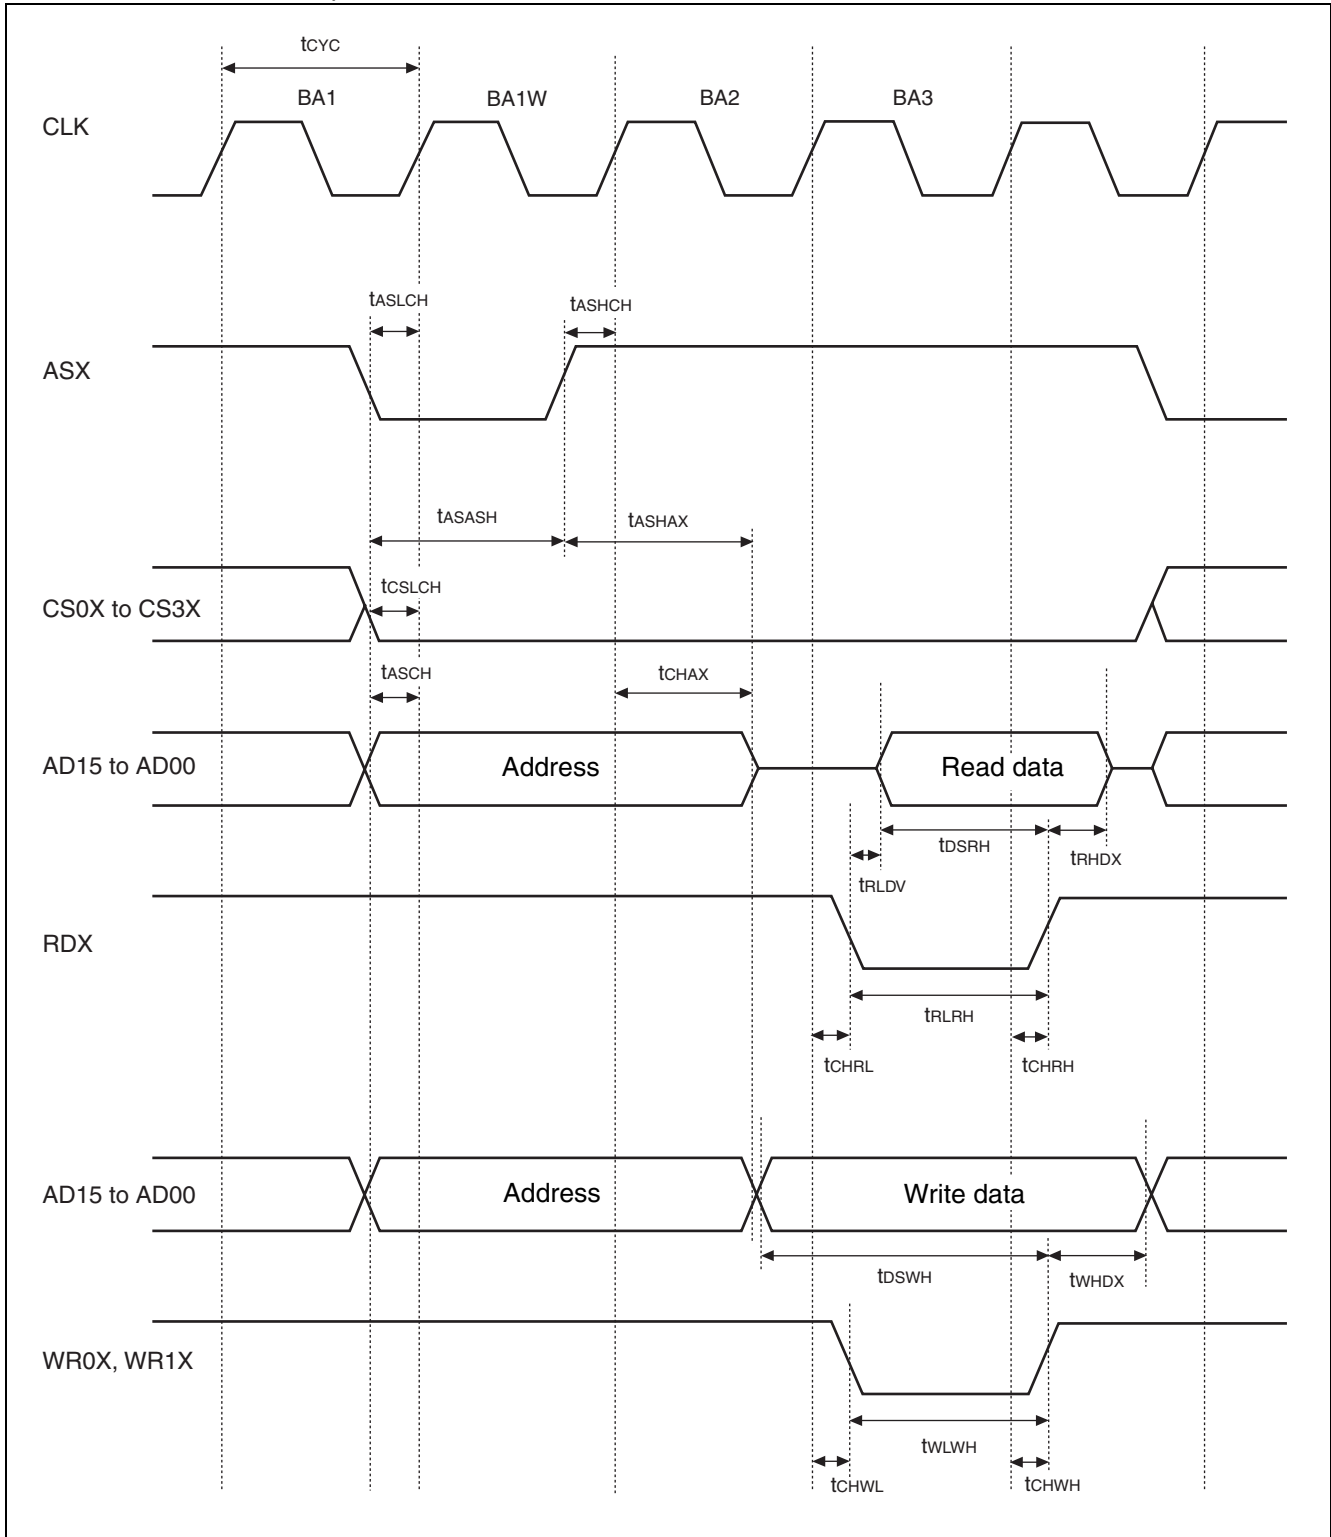 tCYC
BA1 BA1W BA2 BA3
CLK
tASLCH tASHCH
ASX
tASASH tASHAX
tCSLCH
CS0X to CS3X
tASCH tCHAX
AD15 to AD00 Address Read data
tDSRH tRHDX
tRLDV
RDX
tRLRH
tCHRL tCHRH
AD15 to AD00 Address Write data
tDSWH tWHDX
WR0X, WR1X
tWLWH
tCHWL tCHWH